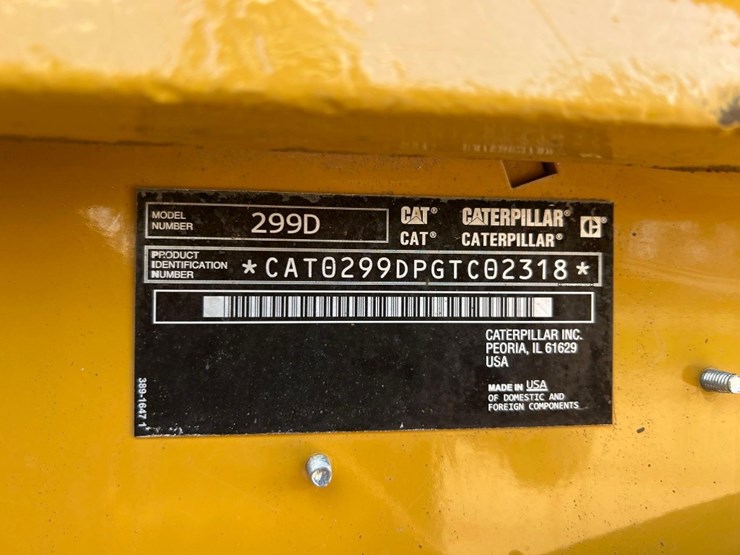 MODEL NUMBER 299D
CAT® CATERPILLAR® C
CAT® CATERPILLAR®
PRODUCT
IDENTIFICATION
NUMBER
*CAT0299DPGTC02318*
CATERPILLAR INC.
PEORIA, IL 61629
USA
MADE IN USA
OF DOMESTIC AND
FOREIGN COMPONENTS
389-1647 1